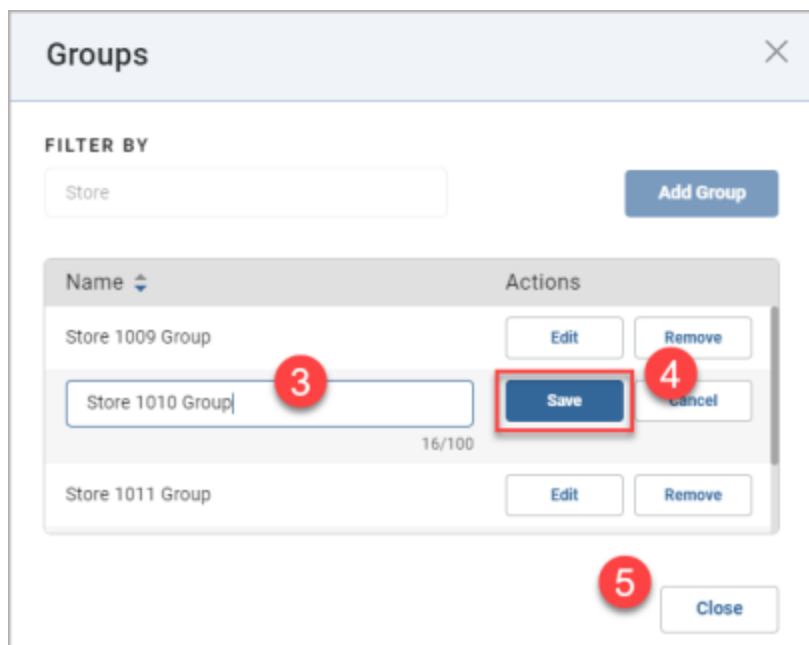 Groups
FILTER BY
Store
Add Group
Name Actions
Store 1009 Group Edit Remove
Store 1010 Group 3 Save 4 Cancel
16/100
Store 1011 Group Edit Remove
5 Close